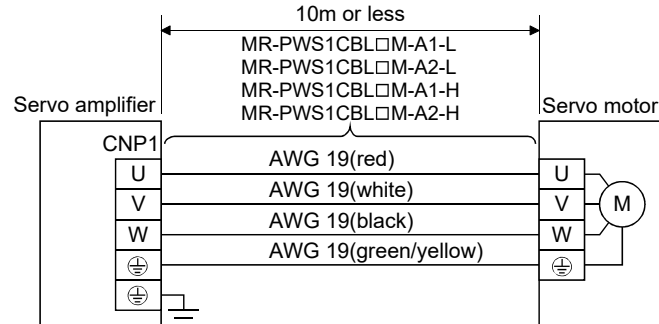 10m or less
MR-PWS1CBL□M-A1-L
MR-PWS1CBL□M-A2-L
MR-PWS1CBL□M-A1-H
MR-PWS1CBL□M-A2-H
Servo amplifier
Servo motor
CNP1
AWG 19(red)
U
U
AWG 19(white)
V
V
M
AWG 19(black)
W
W
AWG 19(green/yellow)